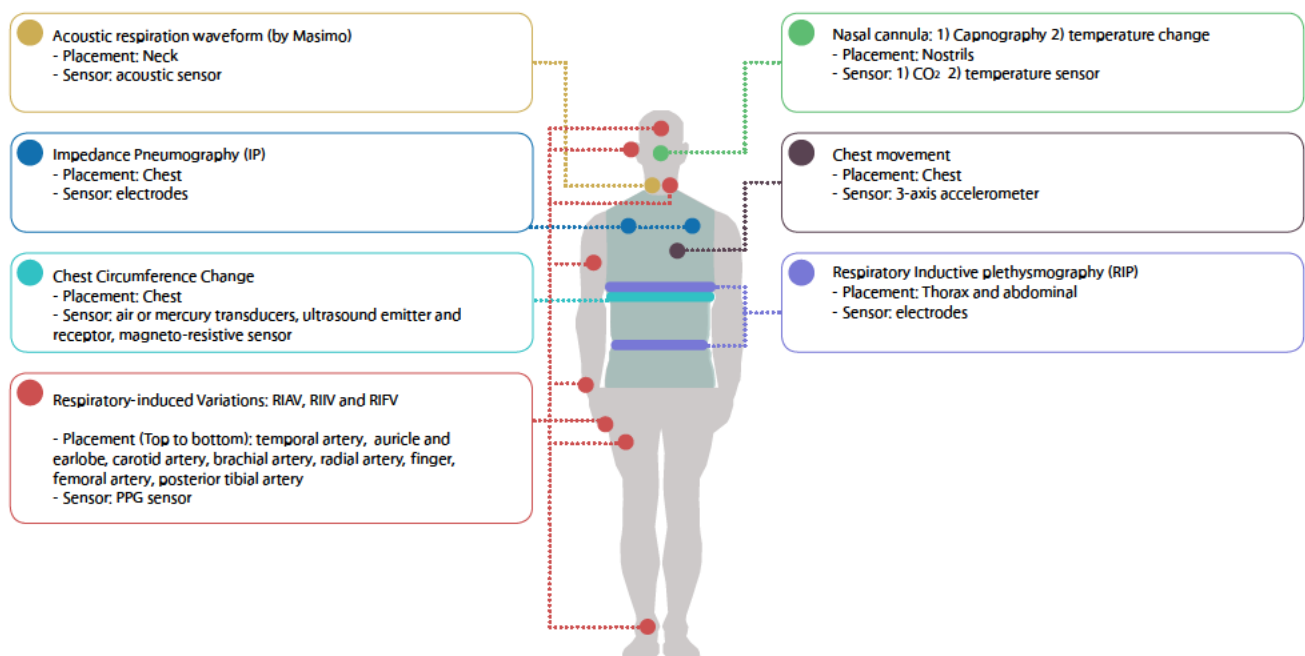 Acoustic respiration waveform (by Masimo)
- Placement: Neck
- Sensor: acoustic sensor
Impedance Pneumography (IP)
- Placement: Chest
- Sensor: electrodes
Chest Circumference Change
- Placement: Chest
- Sensor: air or mercury transducers, ultrasound emitter and
receptor, magneto-resistive sensor
Respiratory-induced Variations: RIAV, RIIV and RIFV
- Placement (Top to bottom): temporal artery, auricle and
earlobe, carotid artery, brachial artery, radial artery, finger,
femoral artery, posterior tibial artery
- Sensor: PPG sensor
Nasal cannula: 1) Capnography 2) temperature change
- Placement: Nostrils
- Sensor: 1) CO₂ 2) temperature sensor
Chest movement
- Placement: Chest
- Sensor: 3-axis accelerometer
Respiratory Inductive plethysmography (RIP)
- Placement: Thorax and abdominal
- Sensor: electrodes